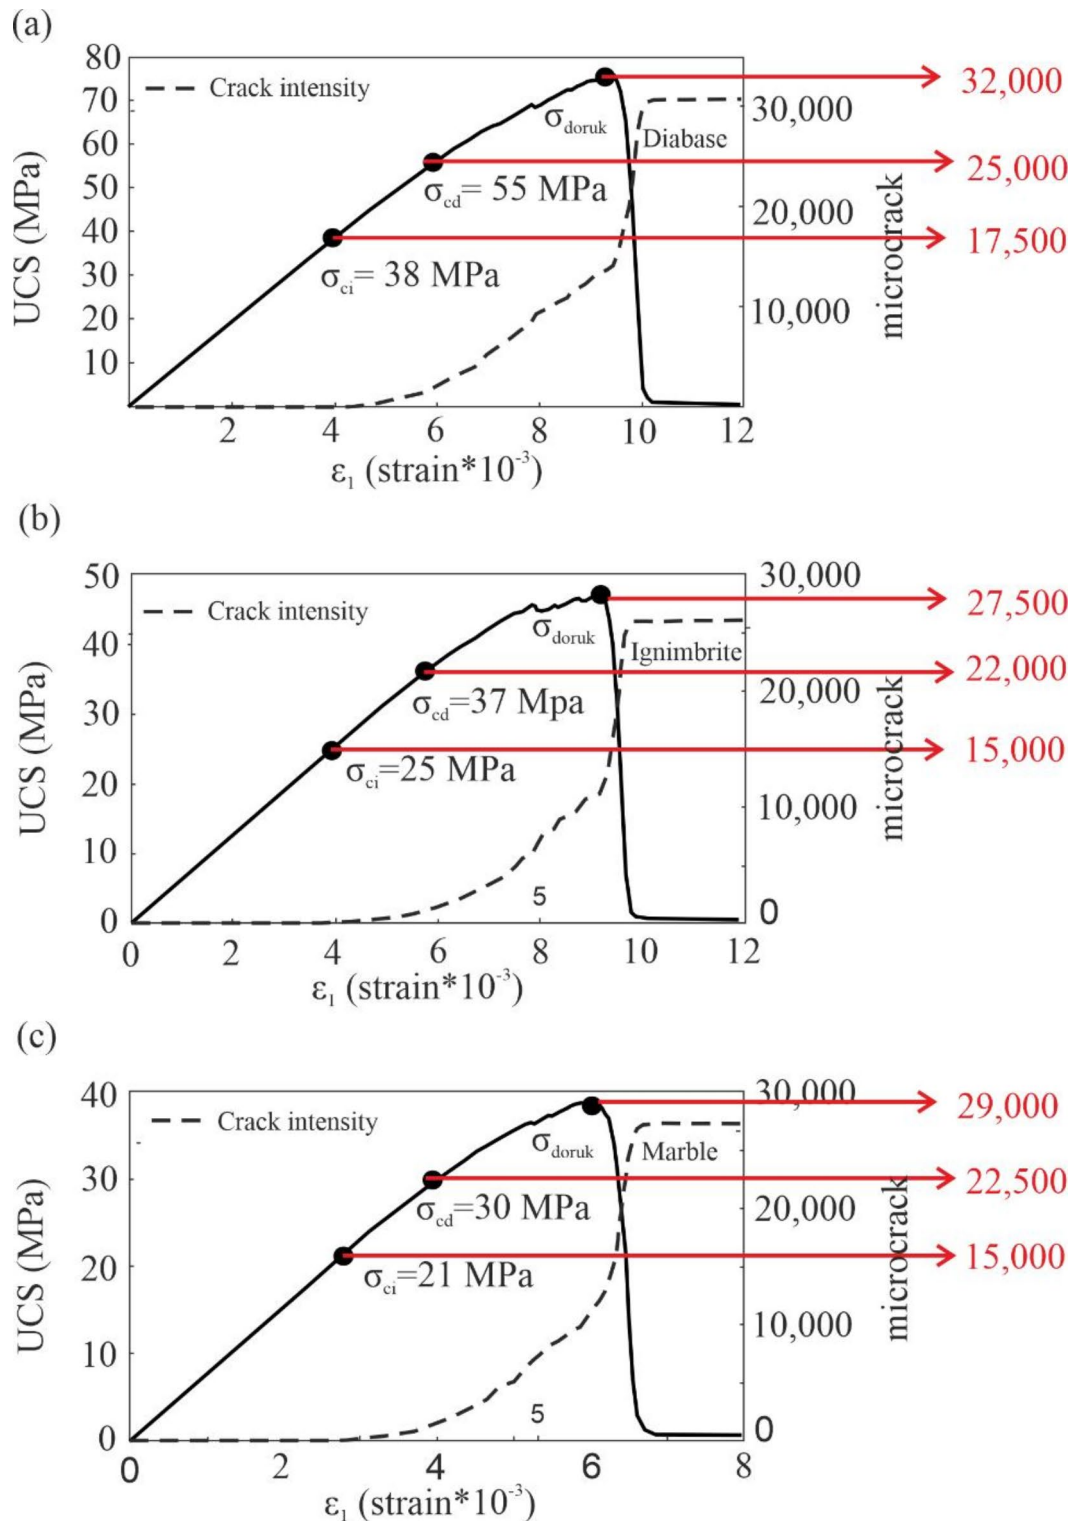 (a)
80
70
60
50
40
30
20
10
UCS (MPa)
Crack intensity
σdoruk
Diabase
σcd= 55 MPa
σci= 38 MPa
30,000
20,000
10,000
microcrack
32,000
25,000
17,500
2 4 6 8 10 12
ε1 (strain*10-3)
(b)
50
40
30
20
10
0
UCS (MPa)
Crack intensity
σdoruk
Ignimbrite
σcd=37 Mpa
σci=25 MPa
5
30,000
20,000
10,000
0
microcrack
27,500
22,000
15,000
0 2 4 6 8 10 12
ε1 (strain*10-3)
(c)
40
30
20
10
0
UCS (MPa)
Crack intensity
σdoruk
Marble
σcd=30 MPa
σci=21 MPa
5
30,000
20,000
10,000
0
microcrack
29,000
22,500
15,000
0 2 4 6 8
ε1 (strain*10-3)